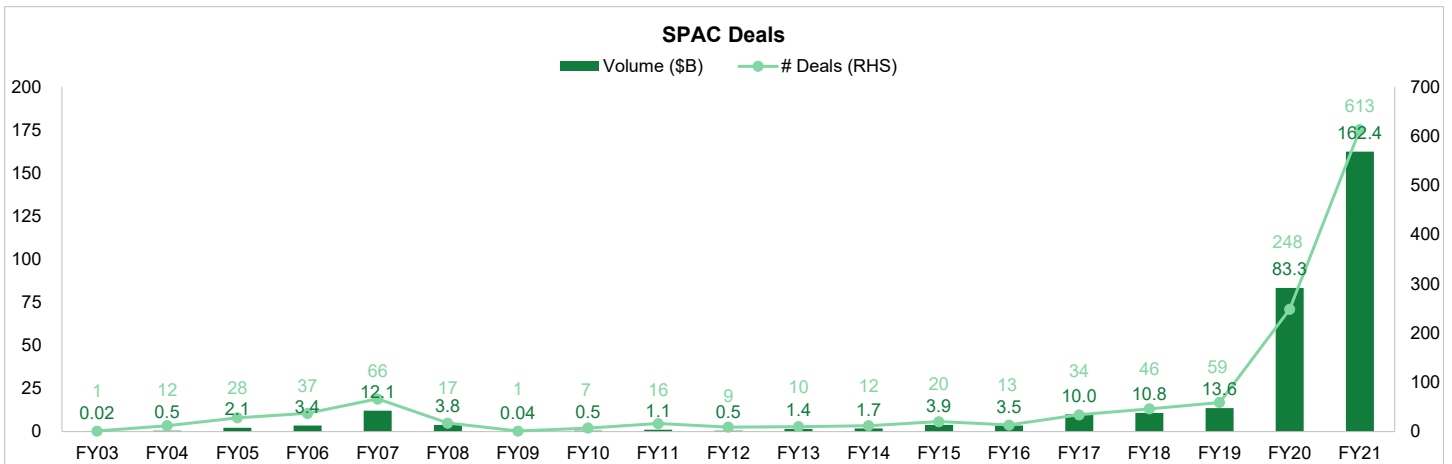 SPAC Deals
Volume ($B) # Deals (RHS)
200 700
175 613 600
150 162.4 500
125 400
100 248 300
75 83.3 200
50
25 1 12 28 37 66 17 1 7 16 9 10 12 20 13 34 46 59 100
0.02 0.5 2.1 3.4 12.1 3.8 0.04 0.5 1.1 0.5 1.4 1.7 3.9 3.5 10.0 10.8 13.6
0 0
FY03 FY04 FY05 FY06 FY07 FY08 FY09 FY10 FY11 FY12 FY13 FY14 FY15 FY16 FY17 FY18 FY19 FY20 FY21